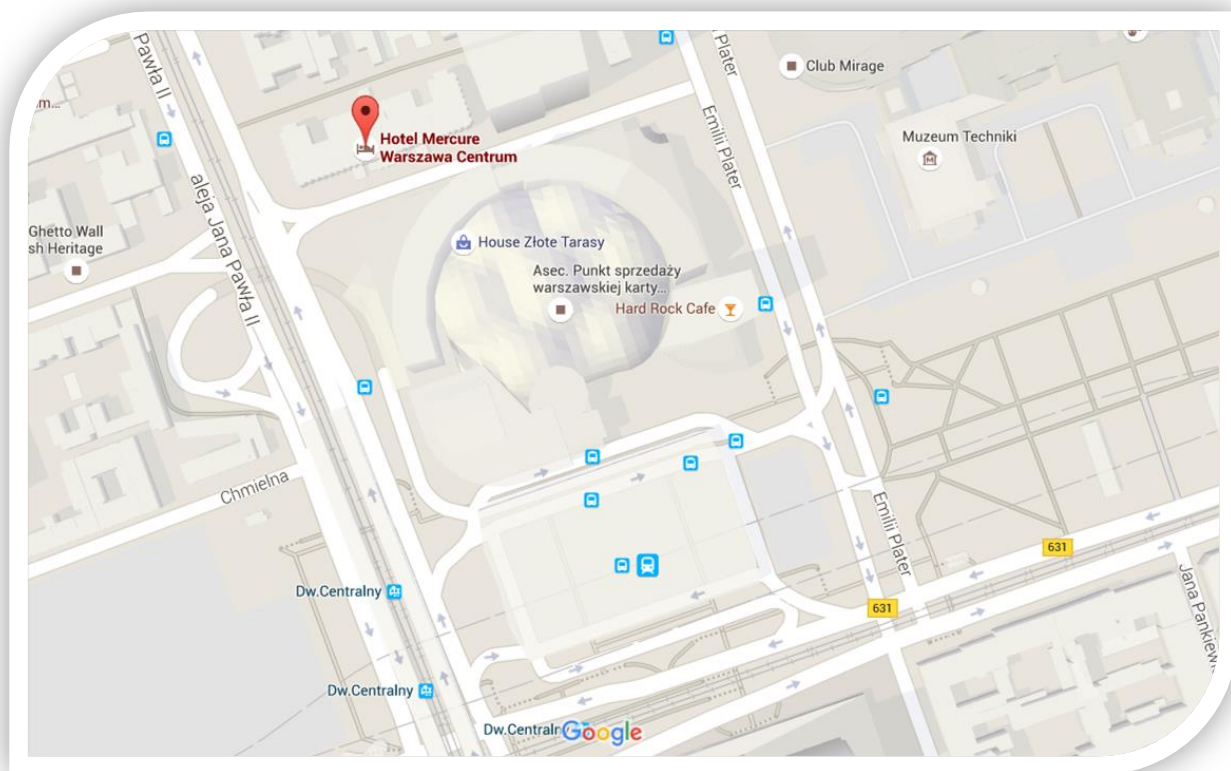 Pawła II
Plater
Club Mirage
m...
Hotel Mercure
Warszawa Centrum
Emilii Plater
Muzeum Techniki
aleja Jana Pawła II
Ghetto Wall
sh Heritage
House Złote Tarasy
Asec. Punkt sprzedaży
warszawskiej karty...
Hard Rock Cafe
Chmielna
Emilii Plater
631
Dw.Centralny
631
Jana Pankiew
Dw.Centralny
Dw.Centraln
Google